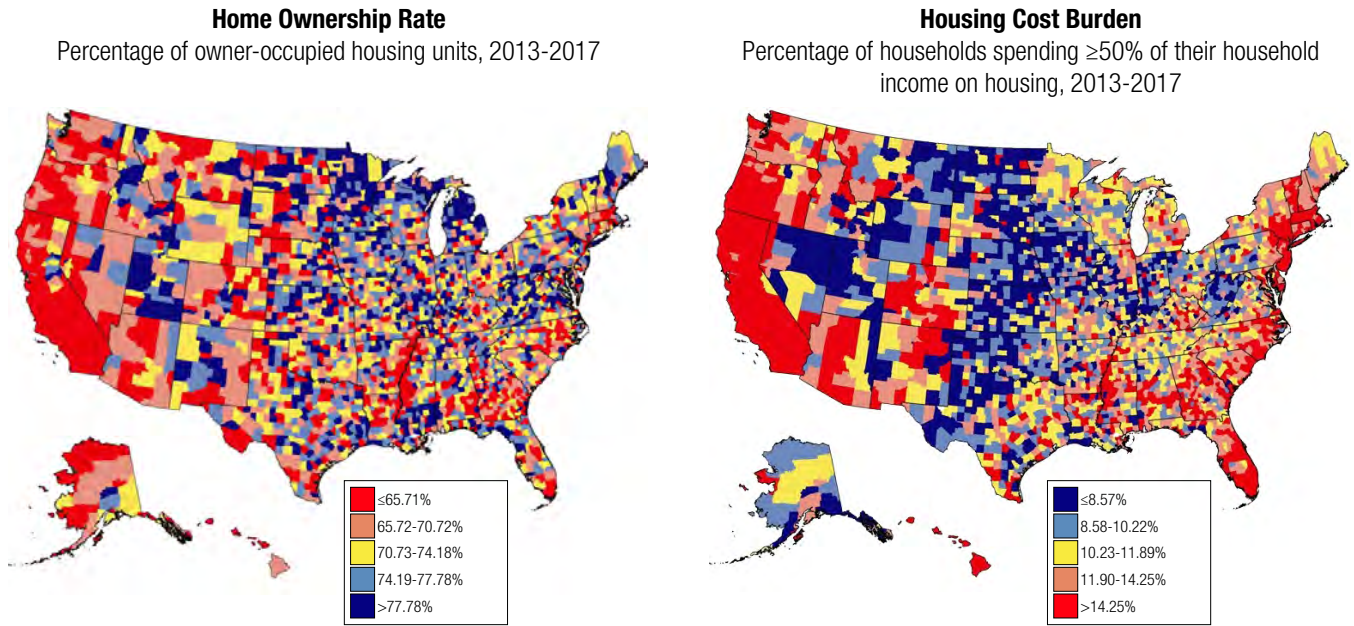 Home Ownership Rate
Percentage of owner-occupied housing units, 2013-2017
≤65.71%
65.72-70.72%
70.73-74.18%
74.19-77.78%
>77.78%
Housing Cost Burden
Percentage of households spending ≥50% of their household
income on housing, 2013-2017
≤8.57%
8.58-10.22%
10.23-11.89%
11.90-14.25%
>14.25%